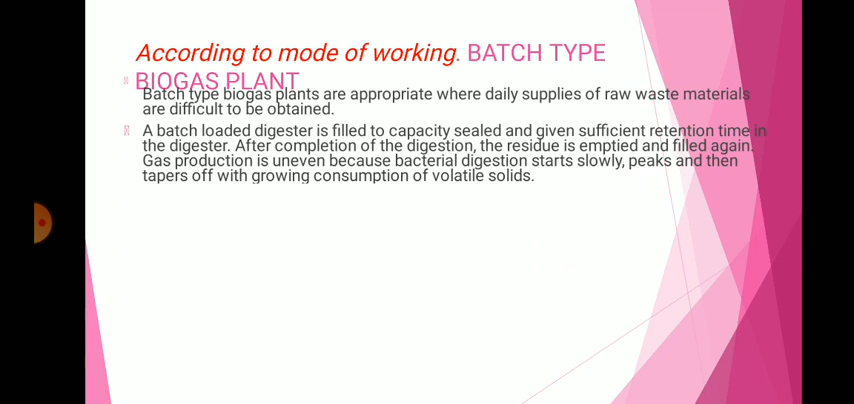 According to mode of working. BATCH TYPE
BIOGAS PLANT
Batch type biogas plants are appropriate where daily supplies of raw waste materials
are difficult to be obtained.
A batch loaded digester is filled to capacity sealed and given sufficient retention time in
the digester. After completion of the digestion, the residue is emptied and filled again.
Gas production is uneven because bacterial digestion starts slowly, peaks and then
tapers off with growing consumption of volatile solids.